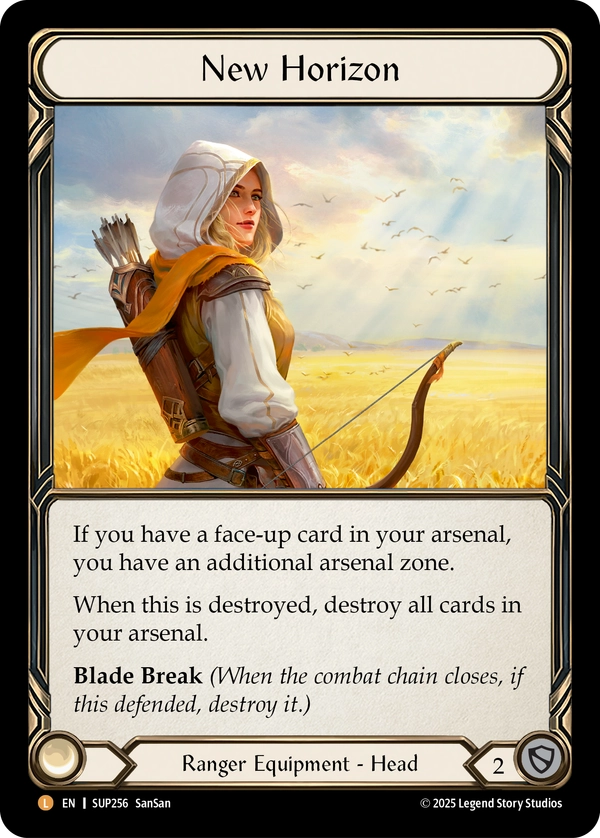 New Horizon
If you have a face-up card in your arsenal,
you have an additional arsenal zone.
When this is destroyed, destroy all cards in
your arsenal.
Blade Break (When the combat chain closes, if
this defended, destroy it.)
Ranger Equipment - Head
2
L EN | SUP256 SanSan
© 2025 Legend Story Studios